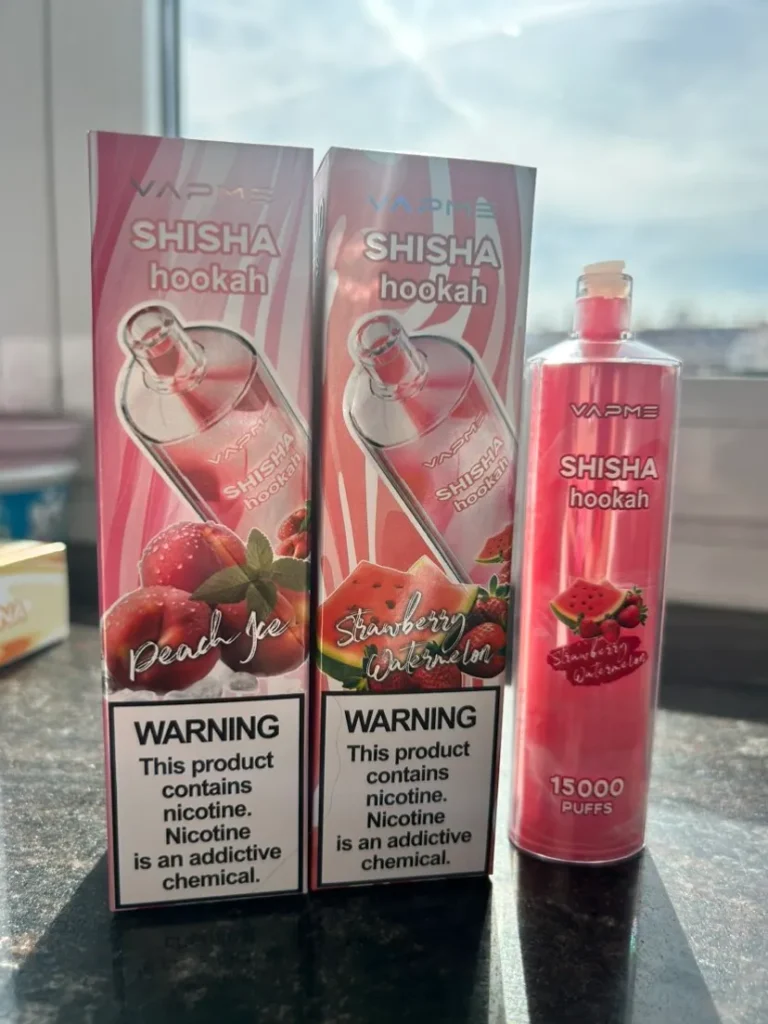 VAPME
SHISHA
hookah
VAPME
SHISHA
hookah
Peach Ice
WARNING
This product
contains
nicotine.
Nicotine
is an addictive
chemical.
VAPME
SHISHA
hookah
VAPME
SHISHA
hookah
Strawberry
Watermelon
WARNING
This product
contains
nicotine.
Nicotine
is an addictive
chemical.
VAPME
SHISHA
hookah
Strawberry
Watermelon
15000
PUFFS